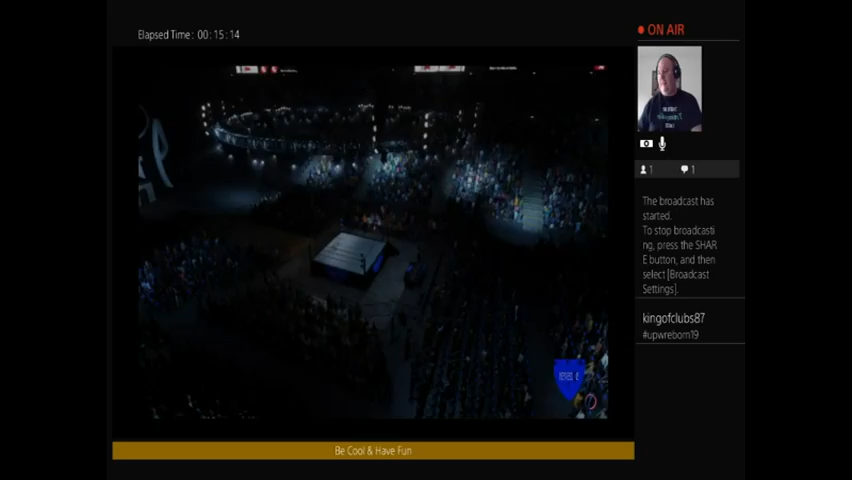 Elapsed Time: 00:15:14
ON AIR
1
1
The broadcast has
started.
To stop broadcasti
ng, press the SHAR
E button, and then
select [Broadcast
Settings].
kingofclubs87
#upwreborn19
Be Cool & Have Fun